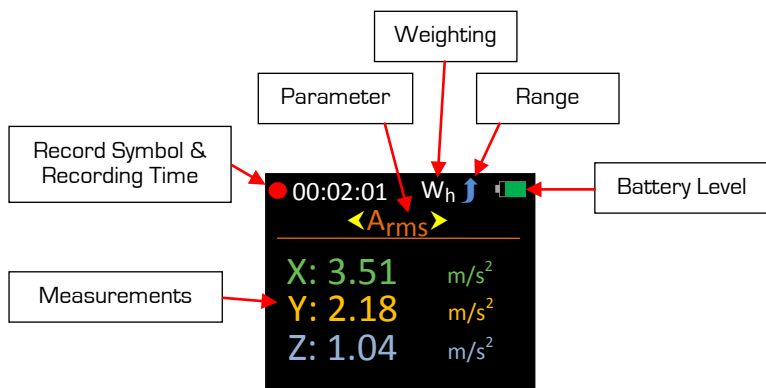 Weighting
Parameter
Range
Record Symbol &
Recording Time
Battery Level
00:02:01 Wh
Arms
X: 3.51 m/s²
Y: 2.18 m/s²
Z: 1.04 m/s²
Measurements